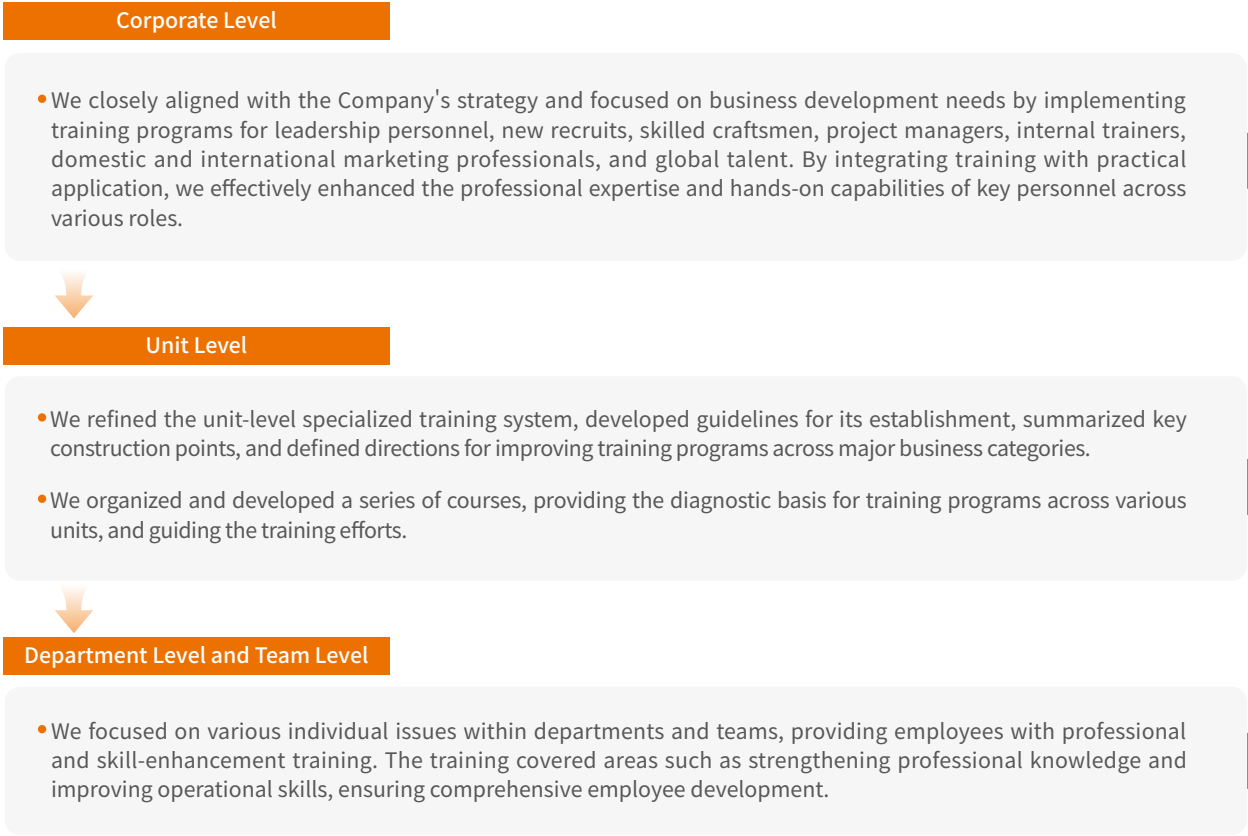 Corporate Level
•We closely aligned with the Company's strategy and focused on business development needs by implementing
training programs for leadership personnel, new recruits, skilled craftsmen, project managers, internal trainers,
domestic and international marketing professionals, and global talent. By integrating training with practical
application, we effectively enhanced the professional expertise and hands-on capabilities of key personnel across
various roles.
Unit Level
•We refined the unit-level specialized training system, developed guidelines for its establishment, summarized key
construction points, and defined directions for improving training programs across major business categories.
•We organized and developed a series of courses, providing the diagnostic basis for training programs across various
units, and guiding the training efforts.
Department Level and Team Level
•We focused on various individual issues within departments and teams, providing employees with professional
and skill-enhancement training. The training covered areas such as strengthening professional knowledge and
improving operational skills, ensuring comprehensive employee development.